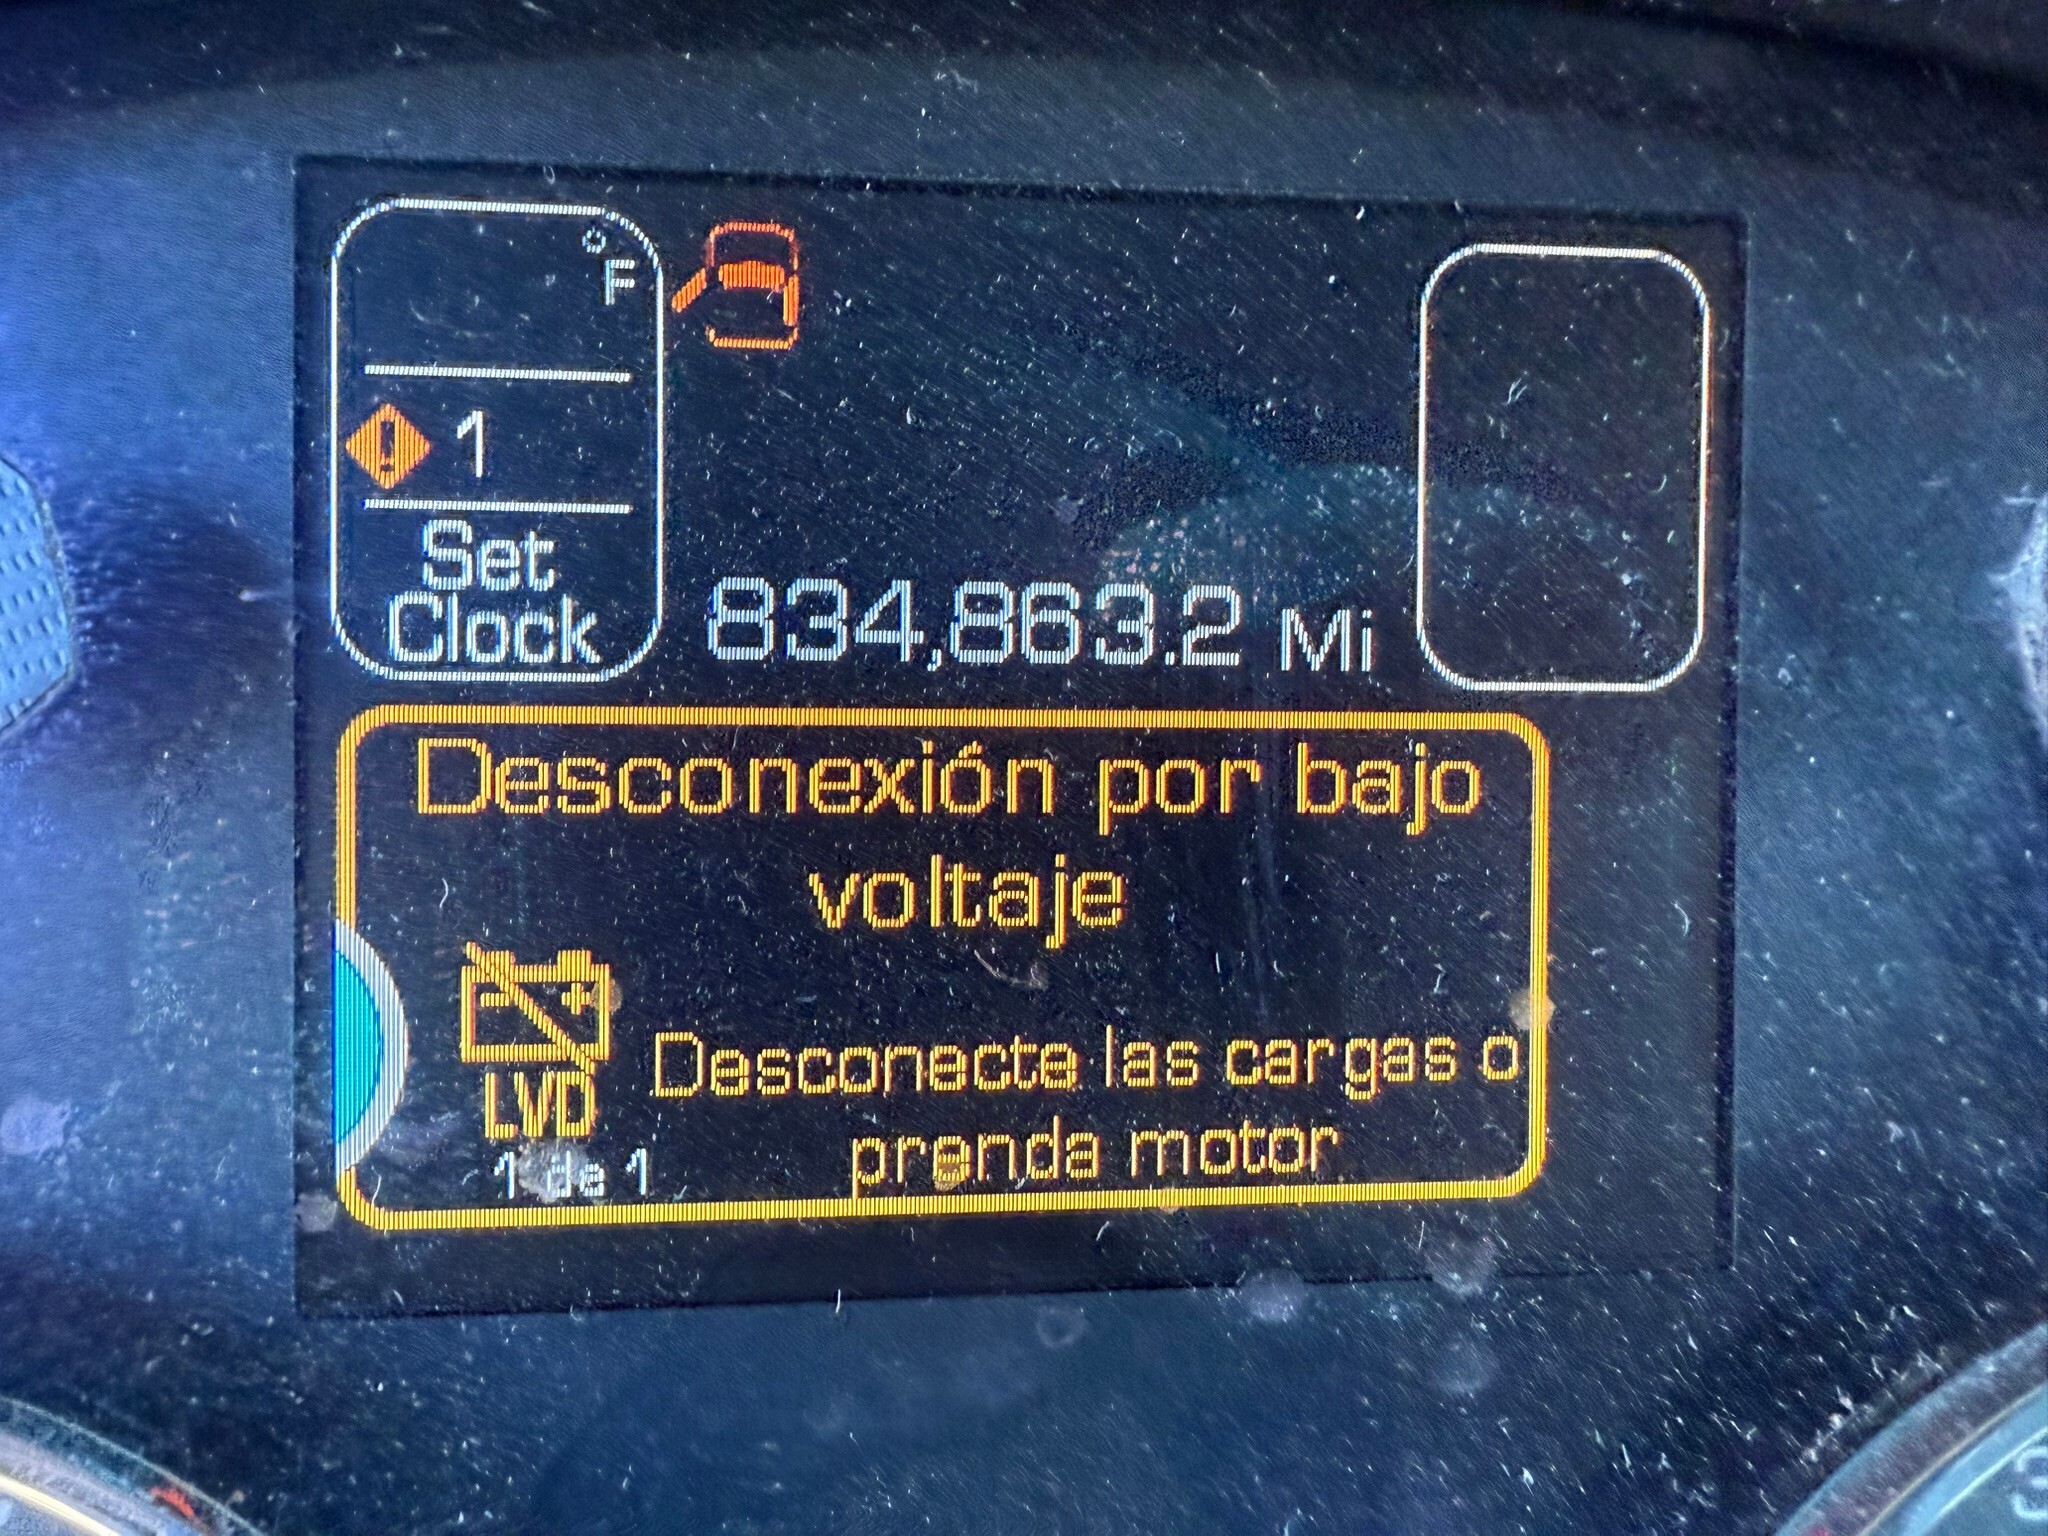 °F
1
Set
Clock
834,863.2 Mi
Desconexión por bajo
voltaje
LVD
Desconecte las cargas o
prenda motor
1 de 1